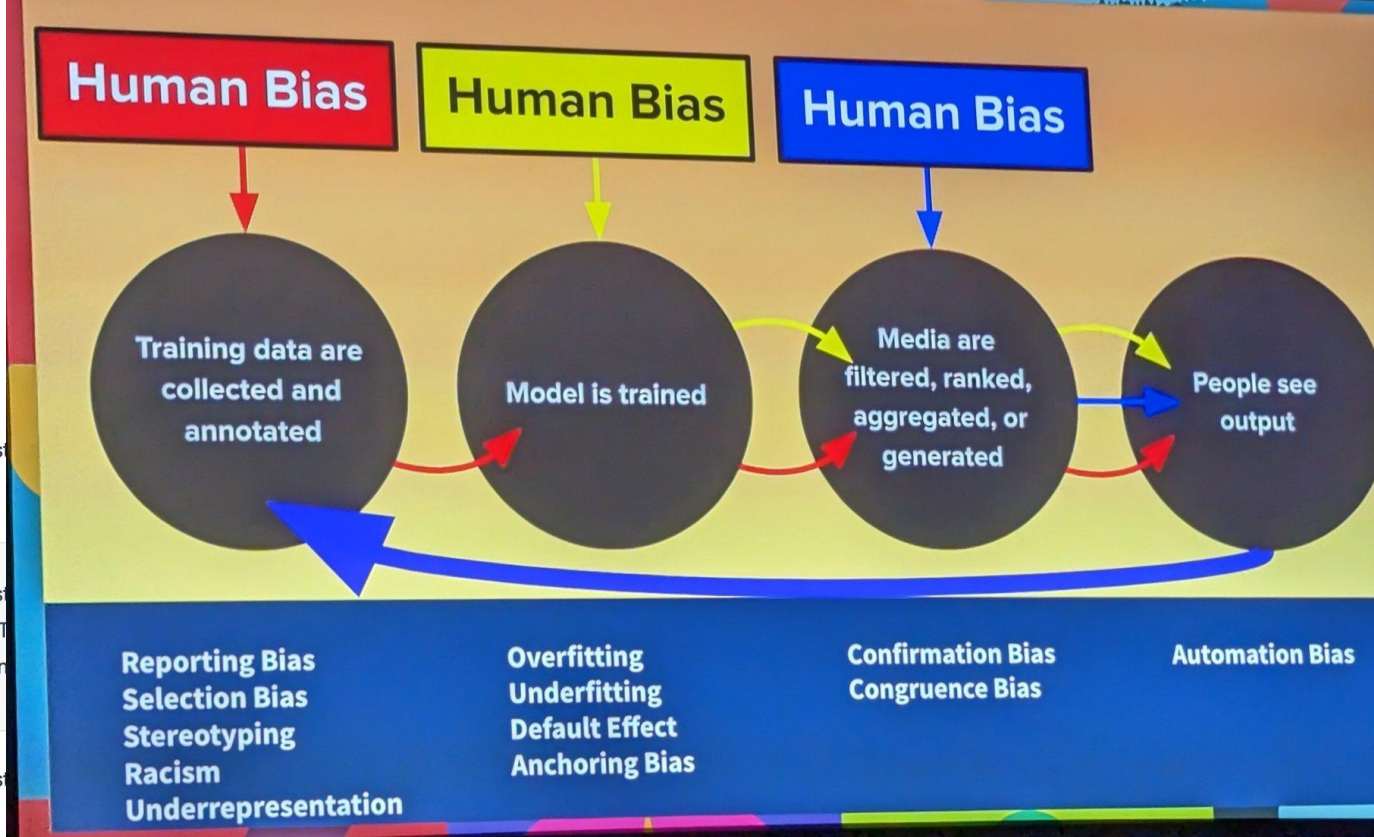 Human Bias
Human Bias
Human Bias
Training data are
collected and
annotated
Model is trained
Media are
filtered, ranked,
aggregated, or
generated
People see
output
Reporting Bias
Selection Bias
Stereotyping
Racism
Underrepresentation
Overfitting
Underfitting
Default Effect
Anchoring Bias
Confirmation Bias
Congruence Bias
Automation Bias